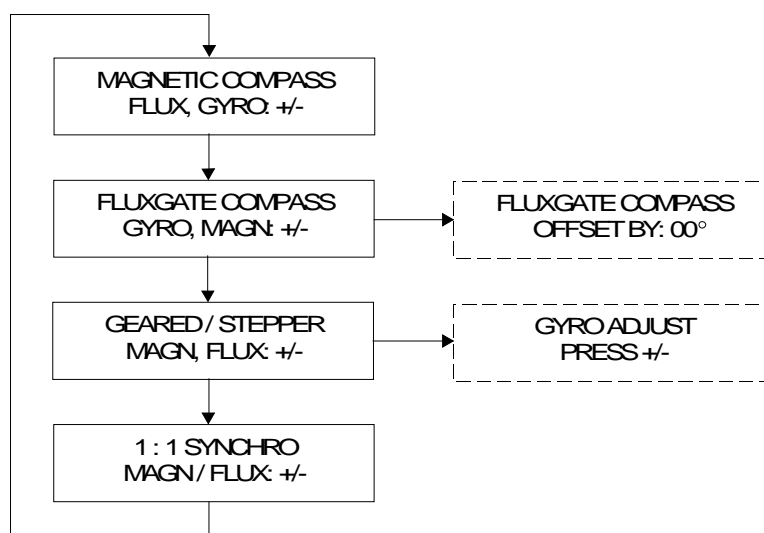 MAGNETIC COMPASS
FLUX, GYRO: +/-
FLUXGATE COMPASS
GYRO, MAGN: +/-
FLUXGATE COMPASS
OFFSET BY: 00°
GEARED / STEPPER
MAGN, FLUX: +/-
GYRO ADJUST
PRESS +/-
1 : 1 SYNCHRO
MAGN / FLUX: +/-